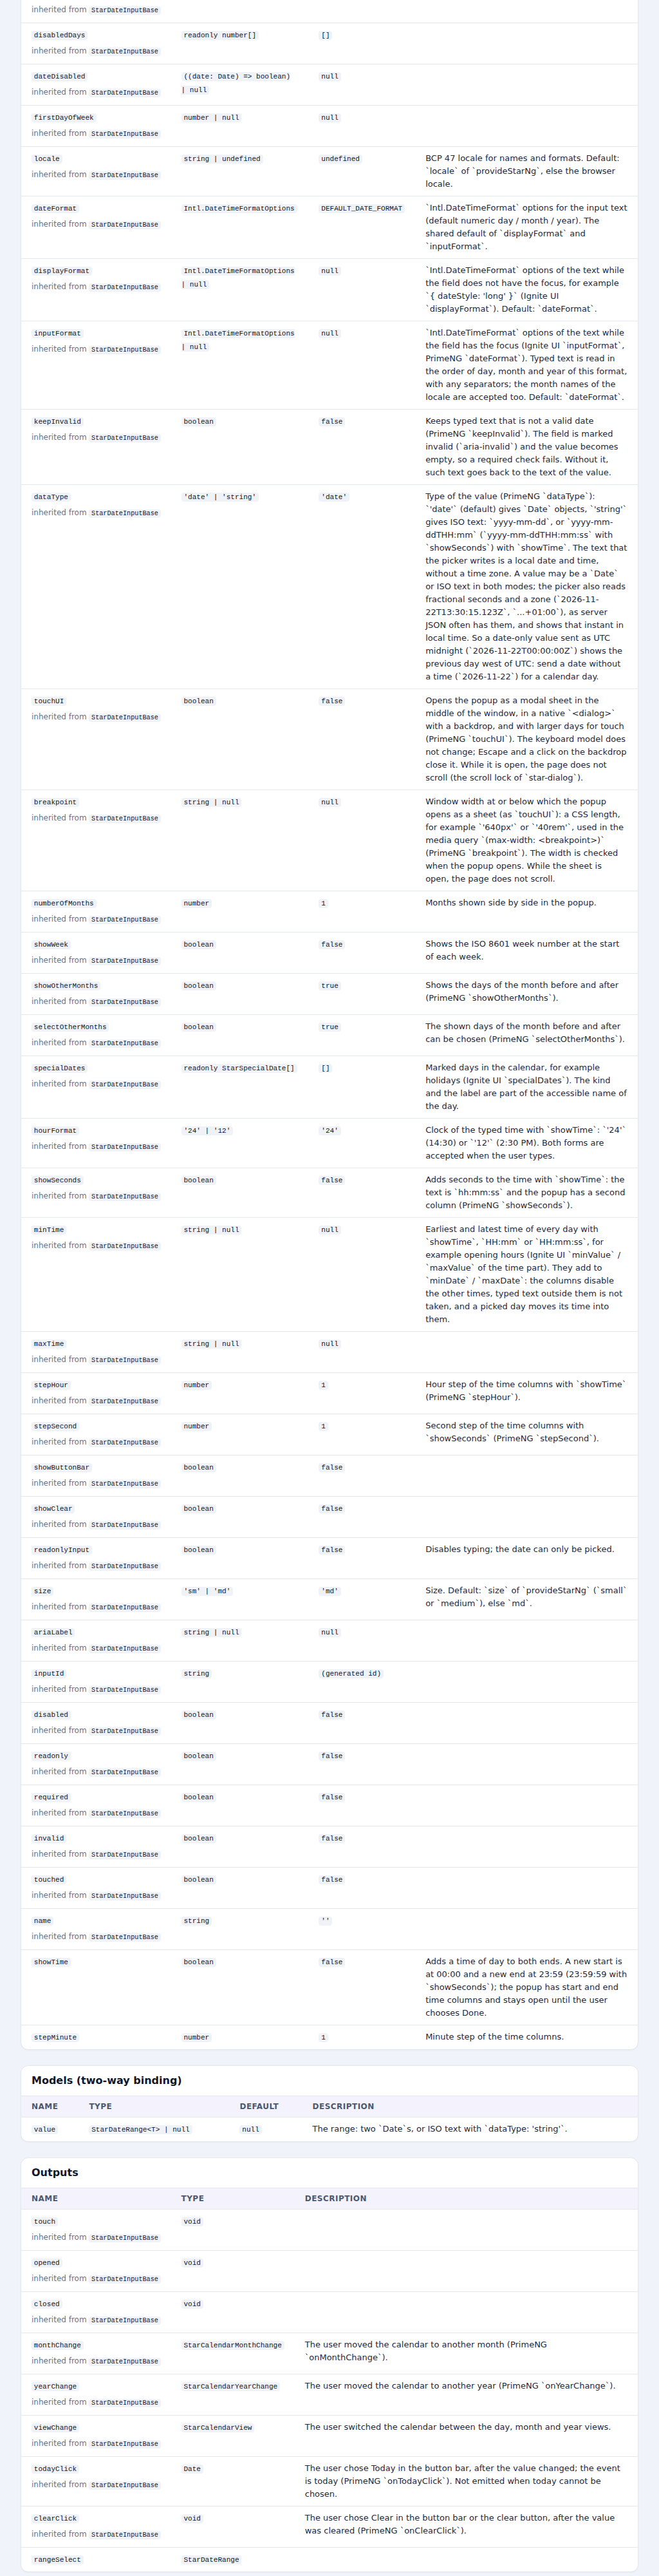 inherited from StarDateInputBase
disabledDays readonly number[] []
inherited from StarDateInputBase
dateDisabled ((date: Date) => boolean) null
inherited from StarDateInputBase | null
firstDayOfWeek number | null null
inherited from StarDateInputBase
locale string | undefined undefined BCP 47 locale for names and formats. Default:
inherited from StarDateInputBase `locale` of `provideStarNg`, else the browser
locale.
dateFormat Intl.DateTimeFormatOptions DEFAULT_DATE_FORMAT `Intl.DateTimeFormat` options for the input text
inherited from StarDateInputBase (default numeric day / month / year). The
shared default of `displayFormat` and
`inputFormat`.
displayFormat Intl.DateTimeFormatOptions null `Intl.DateTimeFormat` options of the text while
inherited from StarDateInputBase | null the field does not have the focus, for example
`{ dateStyle: 'long' }` (Ignite UI
`displayFormat`). Default: `dateFormat`.
inputFormat Intl.DateTimeFormatOptions null `Intl.DateTimeFormat` options of the text while
inherited from StarDateInputBase | null the field has the focus (Ignite UI `inputFormat`,
PrimeNG `dateFormat`). Typed text is read in
the order of day, month and year of this format,
with any separators; the month names of the
locale are accepted too. Default: `dateFormat`.
keepInvalid boolean false Keeps typed text that is not a valid date
inherited from StarDateInputBase (PrimeNG `keepInvalid`). The field is marked
invalid (`aria-invalid`) and the value becomes
empty, so a required check fails. Without it,
such text goes back to the text of the value.
dataType 'date' | 'string' 'date' Type of the value (PrimeNG `dataType`):
inherited from StarDateInputBase `'date'` (default) gives `Date` objects, `'string'`
gives ISO text: `yyyy-mm-dd`, or `yyyy-mm-
ddTHH:mm` (`yyyy-mm-ddTHH:mm:ss` with
`showSeconds`) with `showTime`. The text that
the picker writes is a local date and time,
without a time zone. A value may be a `Date`
or ISO text in both modes; the picker also reads
fractional seconds and a zone (`2026-11-
22T13:30:15.123Z`, `...+01:00`), as server
JSON often has them, and shows that instant in
local time. So a date-only value sent as UTC
midnight (`2026-11-22T00:00:00Z`) shows the
previous day west of UTC: send a date without
a time (`2026-11-22`) for a calendar day.
touchUI boolean false Opens the popup as a modal sheet in the
inherited from StarDateInputBase middle of the window, in a native `<dialog>`
with a backdrop, and with larger days for touch
(PrimeNG `touchUI`). The keyboard model does
not change; Escape and a click on the backdrop
close it. While it is open, the page does not
scroll (the scroll lock of `star-dialog`).
breakpoint string | null null Window width at or below which the popup
inherited from StarDateInputBase opens as a sheet (as `touchUI`): a CSS length,
for example `'640px'` or `'40rem'`, used in the
media query `(max-width: <breakpoint>)`
(PrimeNG `breakpoint`). The width is checked
when the popup opens. While the sheet is
open, the page does not scroll.
numberOfMonths number 1 Months shown side by side in the popup.
inherited from StarDateInputBase
showWeek boolean false Shows the ISO 8601 week number at the start
inherited from StarDateInputBase of each week.
showOtherMonths boolean true Shows the days of the month before and after
inherited from StarDateInputBase (PrimeNG `showOtherMonths`).
selectOtherMonths boolean true The shown days of the month before and after
inherited from StarDateInputBase can be chosen (PrimeNG `selectOtherMonths`).
specialDates readonly StarSpecialDate[] [] Marked days in the calendar, for example
inherited from StarDateInputBase holidays (Ignite UI `specialDates`). The kind
and the label are part of the accessible name of
the day.
hourFormat '24' | '12' '24' Clock of the typed time with `showTime`: `'24'`
inherited from StarDateInputBase (14:30) or `'12'` (2:30 PM). Both forms are
accepted when the user types.
showSeconds boolean false Adds seconds to the time with `showTime`: the
inherited from StarDateInputBase text is `hh:mm:ss` and the popup has a second
column (PrimeNG `showSeconds`).
minTime string | null null Earliest and latest time of every day with
inherited from StarDateInputBase `showTime`, `HH:mm` or `HH:mm:ss`, for
example opening hours (Ignite UI `minValue` /
`maxValue` of the time part). They add to
`minDate` / `maxDate`: the columns disable
the other times, typed text outside them is not
taken, and a picked day moves its time into
them.
maxTime string | null null
inherited from StarDateInputBase
stepHour number 1 Hour step of the time columns with `showTime`
inherited from StarDateInputBase (PrimeNG `stepHour`).
stepSecond number 1 Second step of the time columns with
inherited from StarDateInputBase `showSeconds` (PrimeNG `stepSecond`).
showButtonBar boolean false
inherited from StarDateInputBase
showClear boolean false
inherited from StarDateInputBase
readonlyInput boolean false Disables typing; the date can only be picked.
inherited from StarDateInputBase
size 'sm' | 'md' 'md' Size. Default: `size` of `provideStarNg` (`small`
inherited from StarDateInputBase or `medium`), else `md`.
ariaLabel string | null null
inherited from StarDateInputBase
inputId string (generated id)
inherited from StarDateInputBase
disabled boolean false
inherited from StarDateInputBase
readonly boolean false
inherited from StarDateInputBase
required boolean false
inherited from StarDateInputBase
invalid boolean false
inherited from StarDateInputBase
touched boolean false
inherited from StarDateInputBase
name string ''
inherited from StarDateInputBase
showTime boolean false Adds a time of day to both ends. A new start is
at 00:00 and a new end at 23:59 (23:59:59 with
`showSeconds`); the popup has start and end
time columns and stays open until the user
chooses Done.
stepMinute number 1 Minute step of the time columns.
Models (two-way binding)
NAME TYPE DEFAULT DESCRIPTION
value StarDateRange<T> | null null The range: two `Date`s, or ISO text with `dataType: 'string'`.
Outputs
NAME TYPE DESCRIPTION
touch void
inherited from StarDateInputBase
opened void
inherited from StarDateInputBase
closed void
inherited from StarDateInputBase
monthChange StarCalendarMonthChange The user moved the calendar to another month (PrimeNG
inherited from StarDateInputBase `onMonthChange`).
yearChange StarCalendarYearChange The user moved the calendar to another year (PrimeNG `onYearChange`).
inherited from StarDateInputBase
viewChange StarCalendarView The user switched the calendar between the day, month and year views.
inherited from StarDateInputBase
todayClick Date The user chose Today in the button bar, after the value changed; the event
inherited from StarDateInputBase is today (PrimeNG `onTodayClick`). Not emitted when today cannot be
chosen.
clearClick void The user chose Clear in the button bar or the clear button, after the value
inherited from StarDateInputBase was cleared (PrimeNG `onClearClick`).
rangeSelect StarDateRange